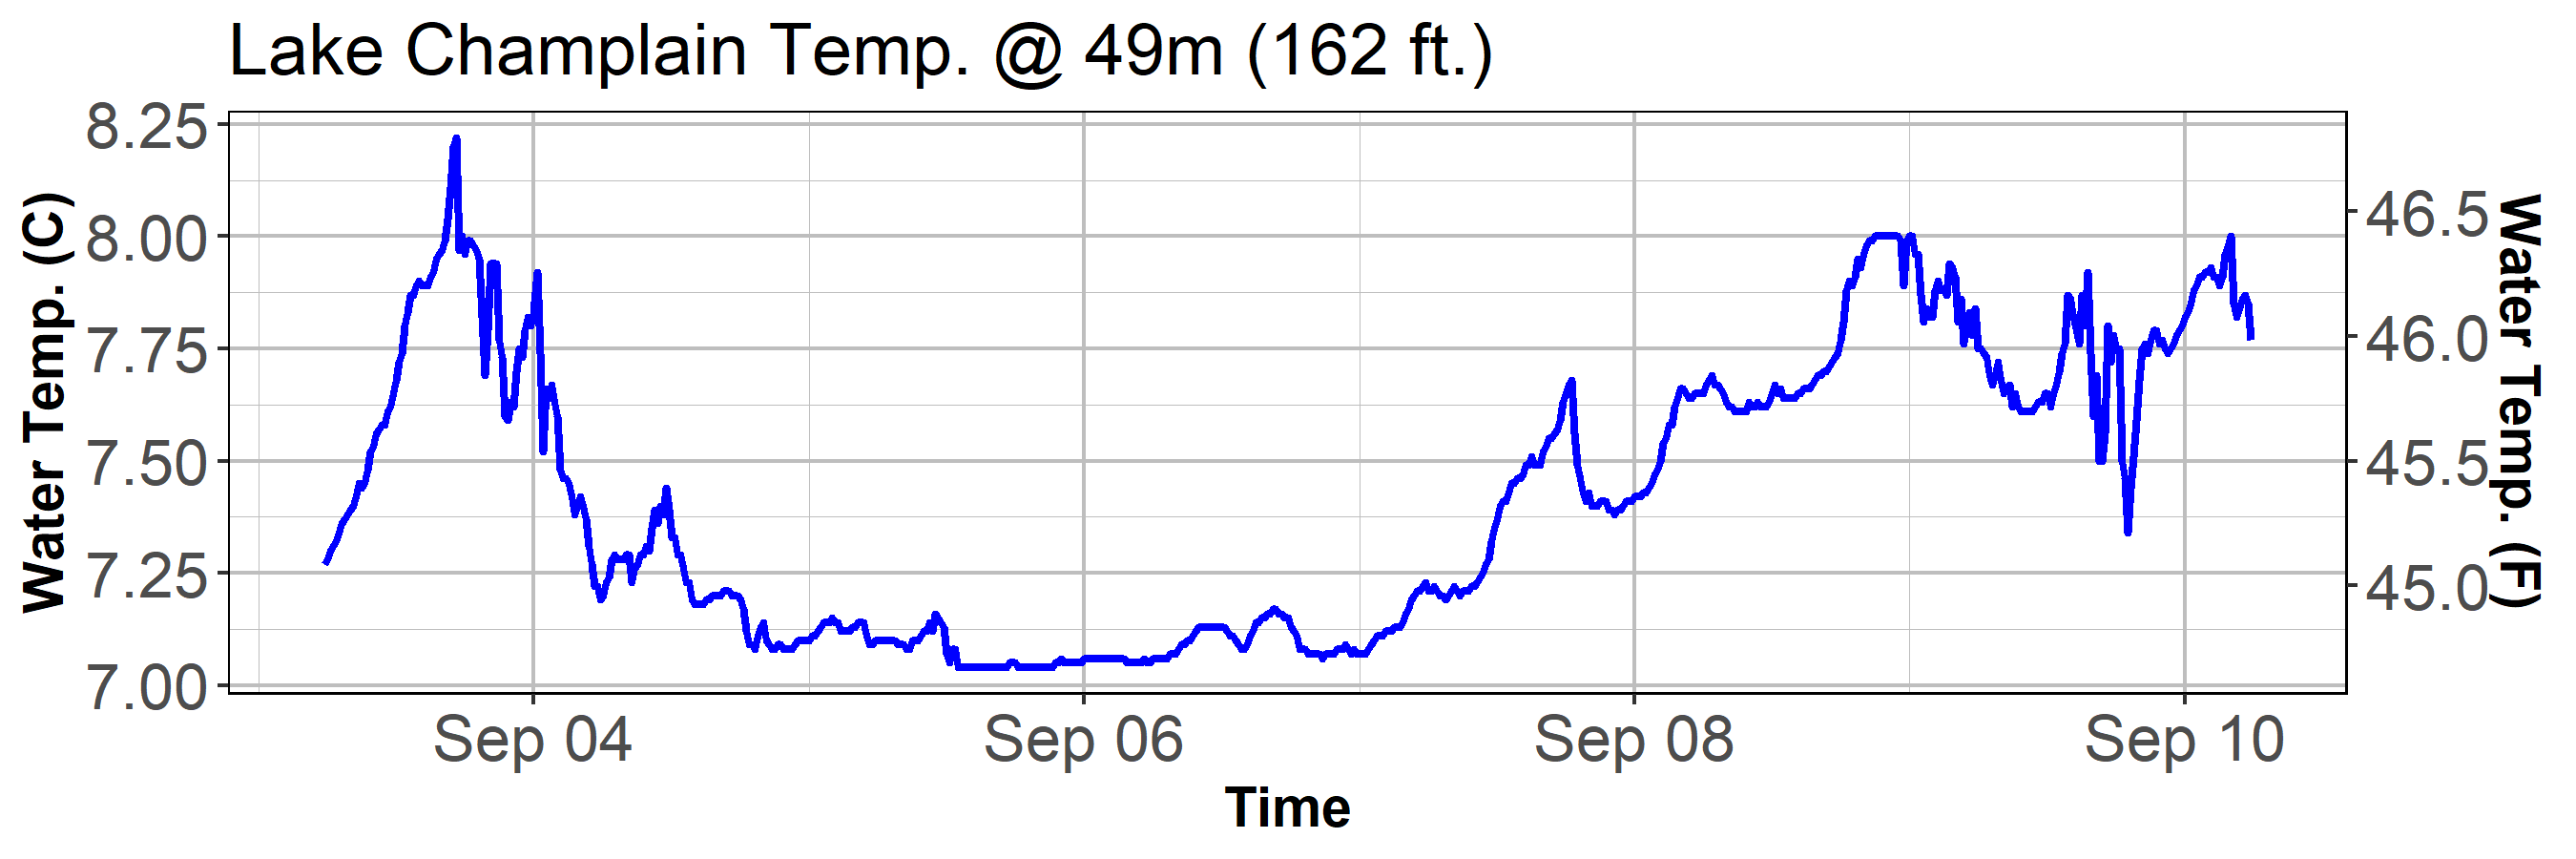 Lake Champlain Temp. @ 49m (162 ft.)
Water Temp. (C)
8.25
8.00
7.75
7.50
7.25
7.00
46.5
46.0
45.5
45.0
Water Temp. (F)
Sep 04 Sep 06 Sep 08 Sep 10
Time